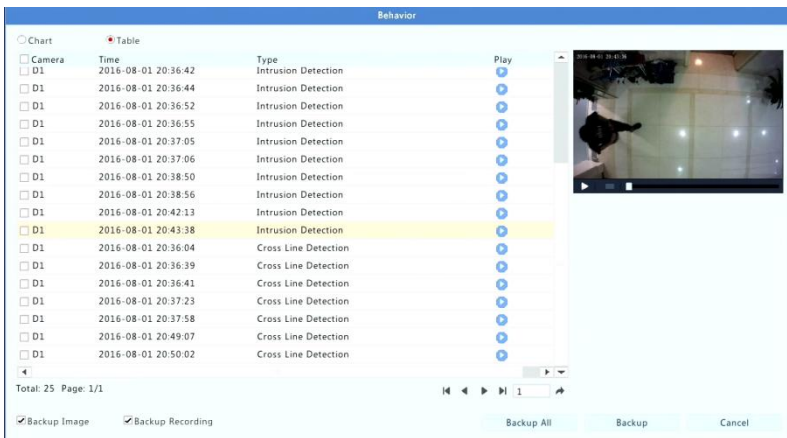 Behavior
Chart Table
Camera Time Type Play
D1 2016-08-01 20:36:42 Intrusion Detection
D1 2016-08-01 20:36:44 Intrusion Detection
D1 2016-08-01 20:36:52 Intrusion Detection
D1 2016-08-01 20:36:55 Intrusion Detection
D1 2016-08-01 20:37:05 Intrusion Detection
D1 2016-08-01 20:37:06 Intrusion Detection
D1 2016-08-01 20:38:50 Intrusion Detection
D1 2016-08-01 20:38:56 Intrusion Detection
D1 2016-08-01 20:42:13 Intrusion Detection
D1 2016-08-01 20:43:38 Intrusion Detection
D1 2016-08-01 20:36:04 Cross Line Detection
D1 2016-08-01 20:36:39 Cross Line Detection
D1 2016-08-01 20:36:41 Cross Line Detection
D1 2016-08-01 20:37:23 Cross Line Detection
D1 2016-08-01 20:37:58 Cross Line Detection
D1 2016-08-01 20:49:07 Cross Line Detection
D1 2016-08-01 20:50:02 Cross Line Detection
Total: 25 Page: 1/1 1
Backup Image Backup Recording Backup All Backup Cancel